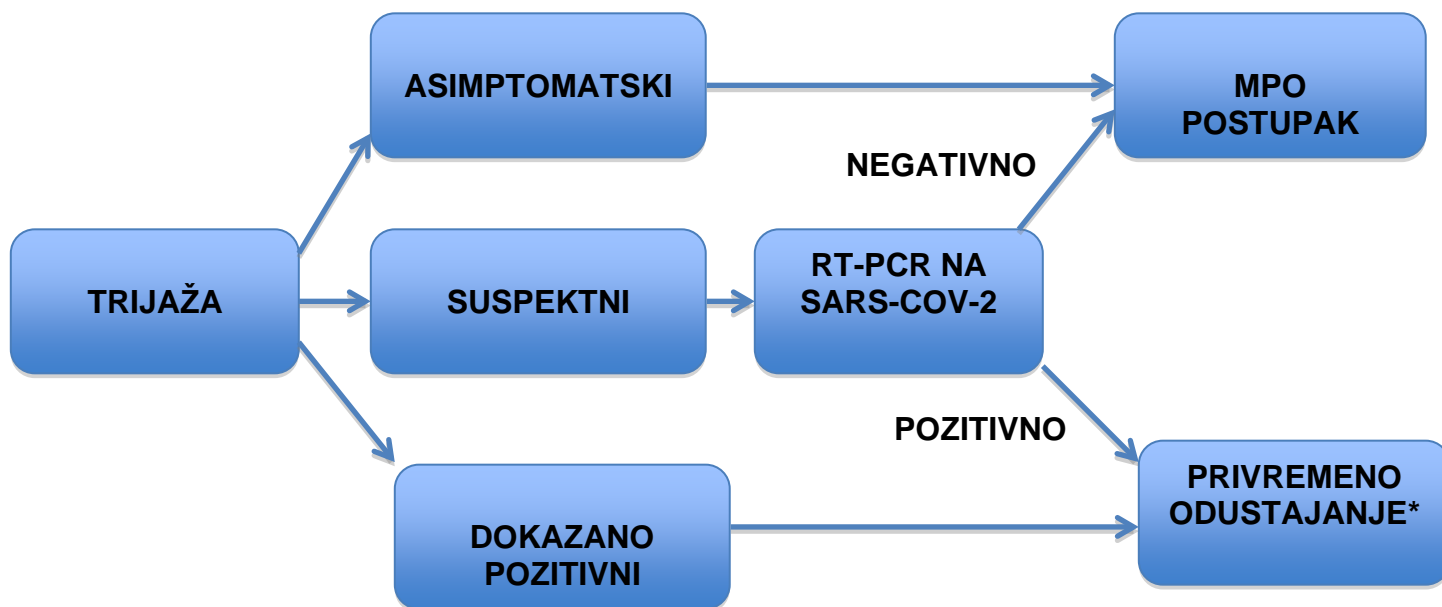 ASIMPTOMATSKI
MPO
POSTUPAK
NEGATIVNO
TRIJAŽA
SUSPEKTNI
RT-PCR NA
SARS-COV-2
POZITIVNO
DOKAZANO
POZITIVNI
PRIVREMENO
ODUSTAJANJE*